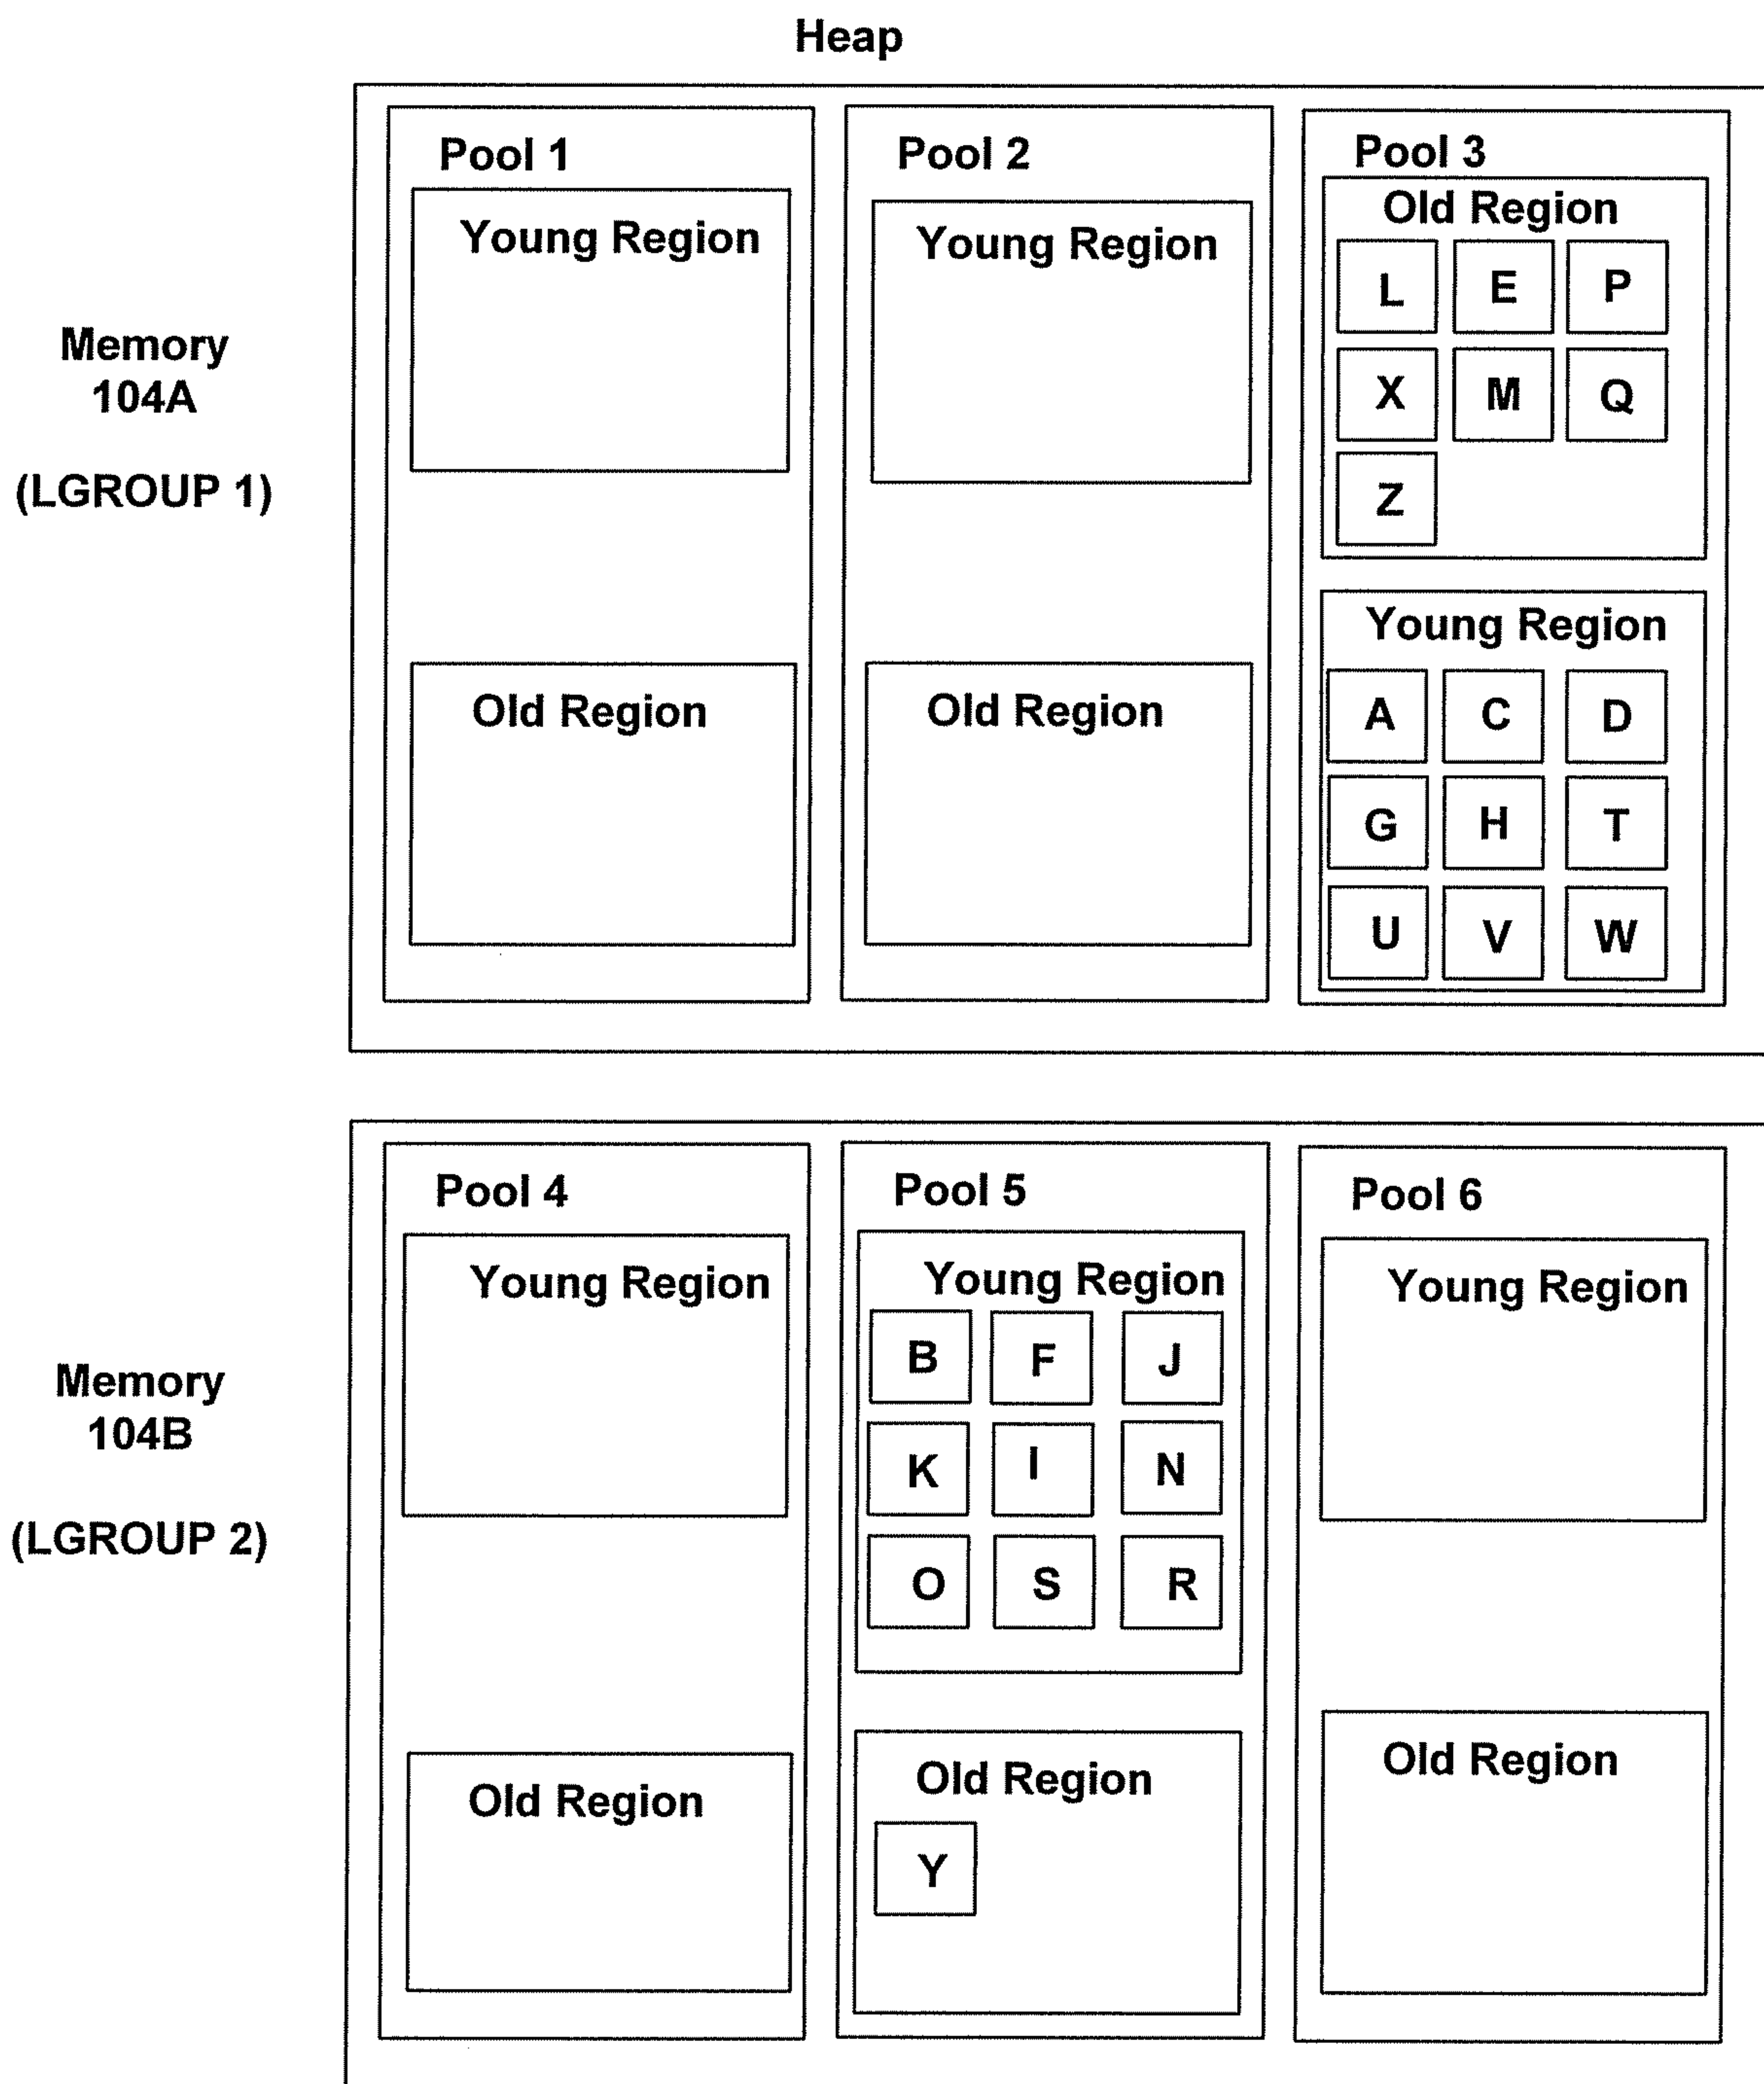 Heap
Memory
104A
(LGROUP 1)
Pool 1
Young Region
Old Region
Pool 2
Young Region
Old Region
Pool 3
Old Region
L E P
X M Q
Z
Young Region
A C D
G H T
U V W
Memory
104B
(LGROUP 2)
Pool 4
Young Region
Old Region
Pool 5
Young Region
B F J
K I N
O S R
Old Region
Y
Pool 6
Young Region
Old Region